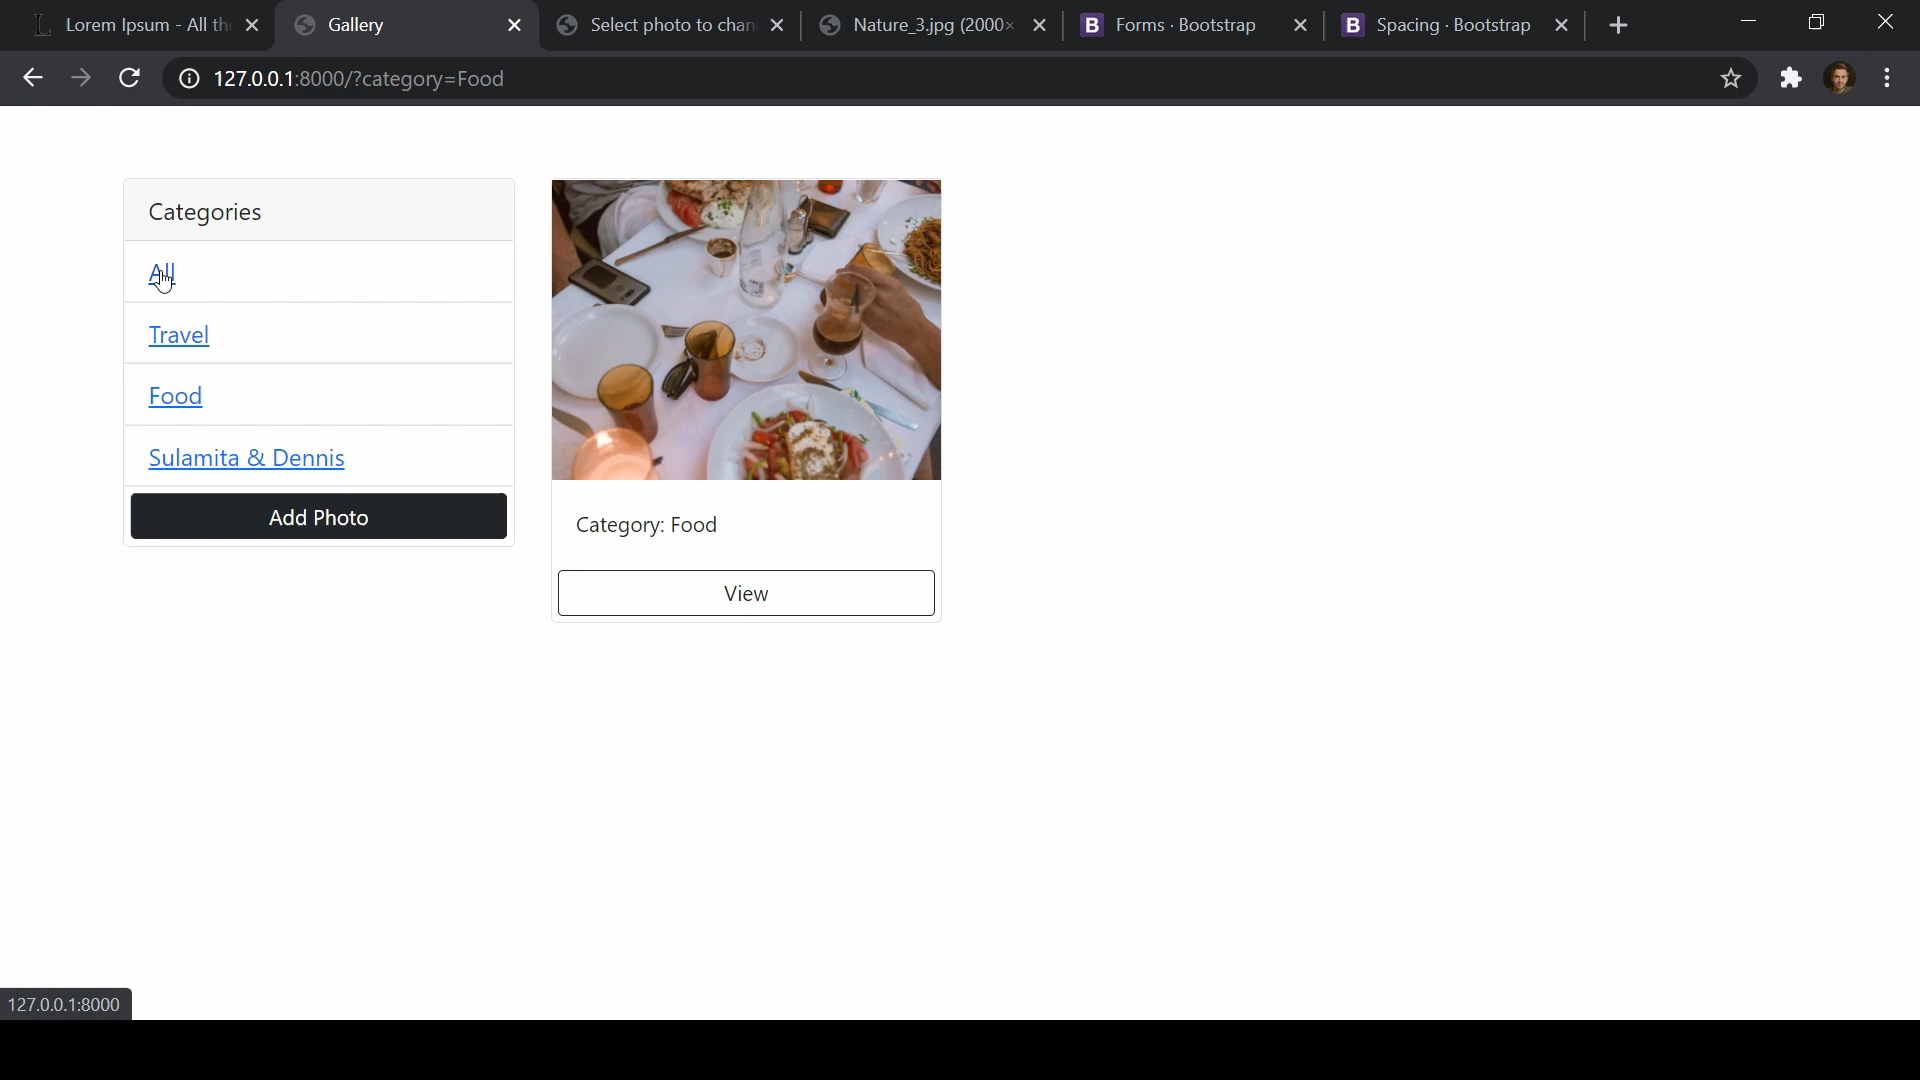 Lorem Ipsum - All th
Gallery
Select photo to chan
Nature_3.jpg (2000×
Forms · Bootstrap
Spacing · Bootstrap
127.0.0.1:8000/?category=Food
Categories
All
Travel
Food
Sulamita & Dennis
Add Photo
Category: Food
View
127.0.0.1:8000